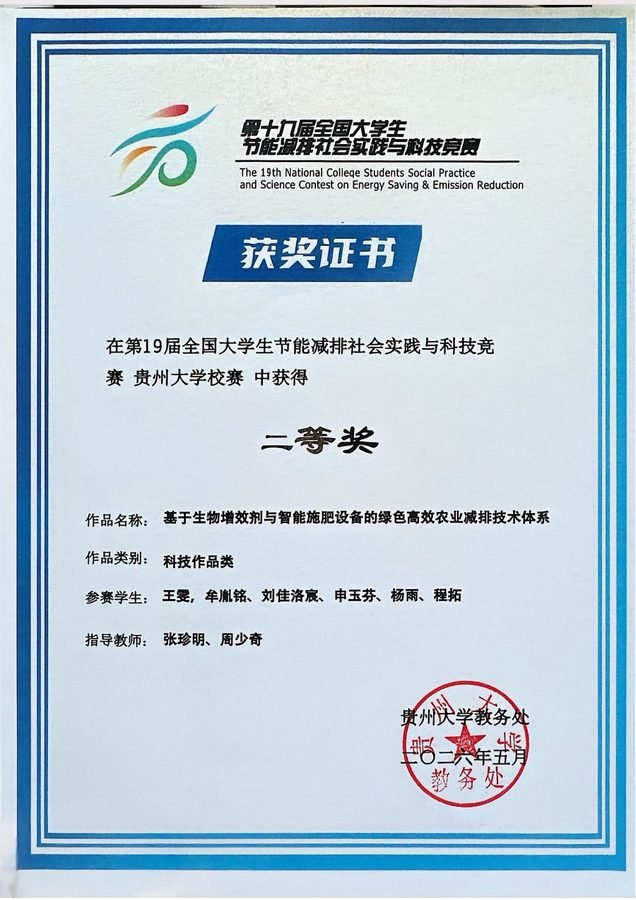 第十九届全国大学生
节能减排社会实践与科技竞赛
The 19th National College Students Social Practice
and Science Contest on Energy Saving & Emission Reduction
获奖证书
在第19届全国大学生节能减排社会实践与科技竞
赛 贵州大学校赛 中获得
二等奖
作品名称： 基于生物增效剂与智能施肥设备的绿色高效农业减排技术体系
作品类别： 科技作品类
参赛学生： 王雯，牟胤铭、刘佳洛宸、申玉芬、杨雨、程拓
指导教师： 张珍明、周少奇
贵州大学教务处
二〇二六年五月
贵州大学
教务处